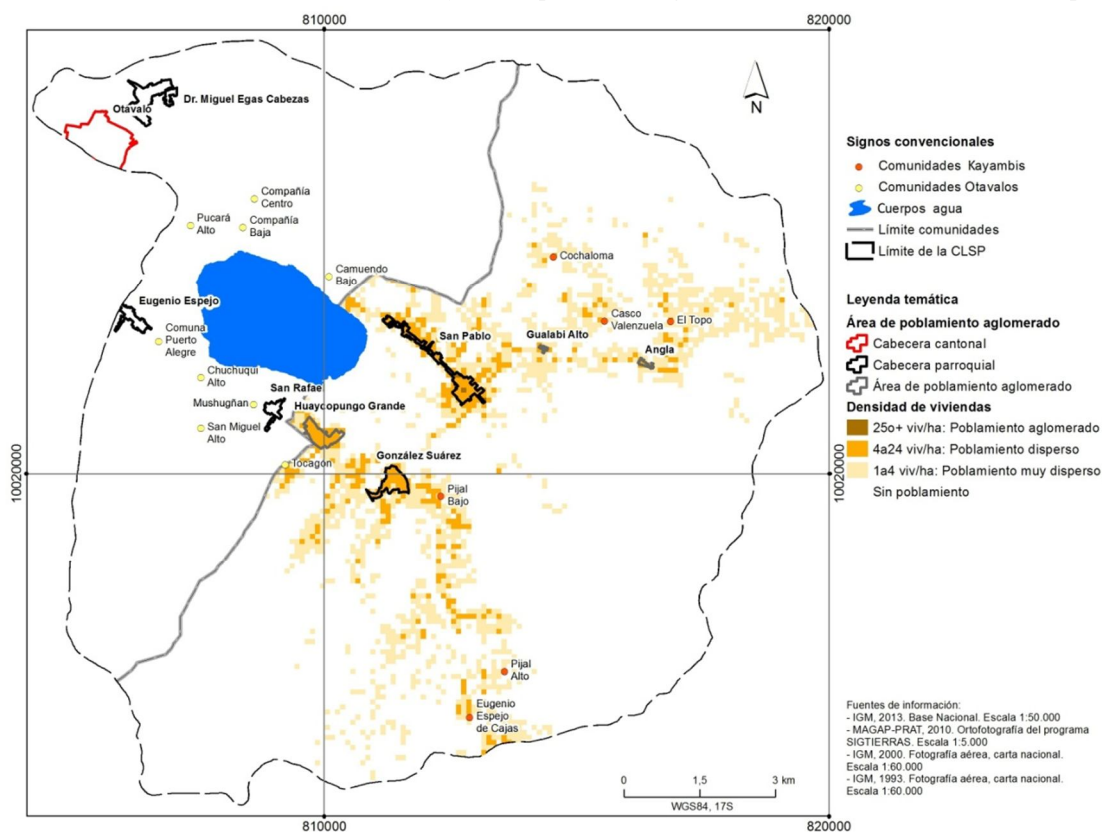 810000
820000
Dr. Miguel Egas Cabezas
Otavalo
Compañía
Centro
Pucará
Alto
Compañía
Baja
Camuendo
Bajo
Cochaloma
Eugenio Espejo
Comuna
Puerto
Alegre
San Pablo
Gualabi Alto
Casco
Valenzuela
El Topo
Angla
Chuchuquí
Alto
San Rafae
Mushugñan
Huaycopungo Grande
San Miguel
Alto
Tocagón
González Suárez
Pijal
Bajo
Pijal
Alto
Eugenio
Espejo
de Cajas
N
10020000
10020000
Signos convencionales
Comunidades Kayambis
Comunidades Otavalos
Cuerpos agua
Límite comunidades
Límite de la CLSP
Leyenda temática
Área de poblamiento aglomerado
Cabecera cantonal
Cabecera parroquial
Área de poblamiento aglomerado
Densidad de viviendas
25o+ viv/ha: Poblamiento aglomerado
4a24 viv/ha: Poblamiento disperso
1a4 viv/ha: Poblamiento muy disperso
Sin poblamiento
Fuentes de información:
- IGM, 2013. Base Nacional. Escala 1:50.000
- MAGAP-PRAT, 2010. Ortofotografía del programa
SIGTIERRAS. Escala 1:5.000
- IGM, 2000. Fotografía aérea, carta nacional.
Escala 1:60.000
- IGM, 1993. Fotografía aérea, carta nacional.
Escala 1:60.000
0 1,5 3 km
WGS84, 17S
810000
820000